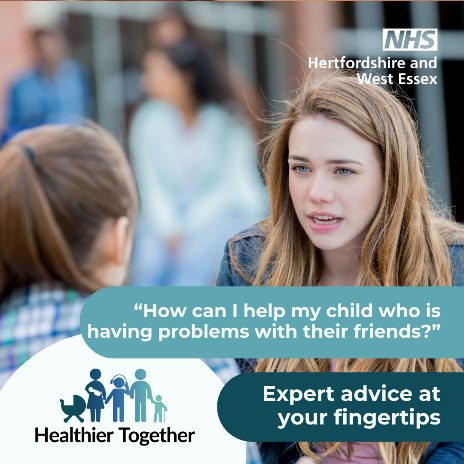 NHS
Hertfordshire and
West Essex
“How can I help my child who is
having problems with their friends?”
Expert advice at
your fingertips
Healthier Together